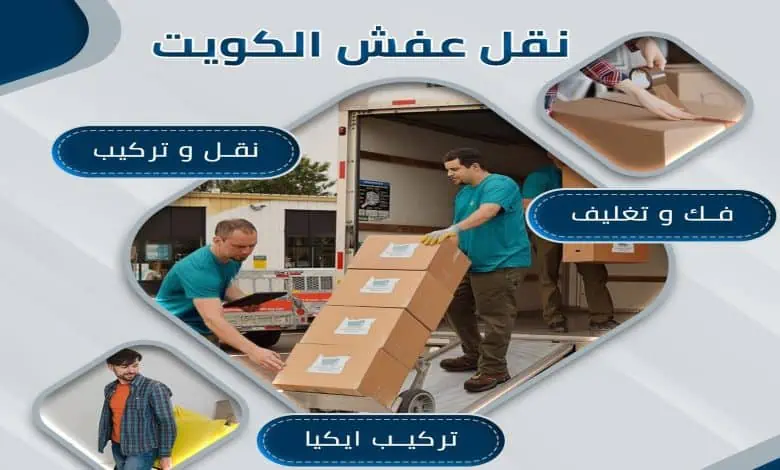 نقل عفش الكويت
نقل و تركيب
فك و تغليف
تركيب ايكيا